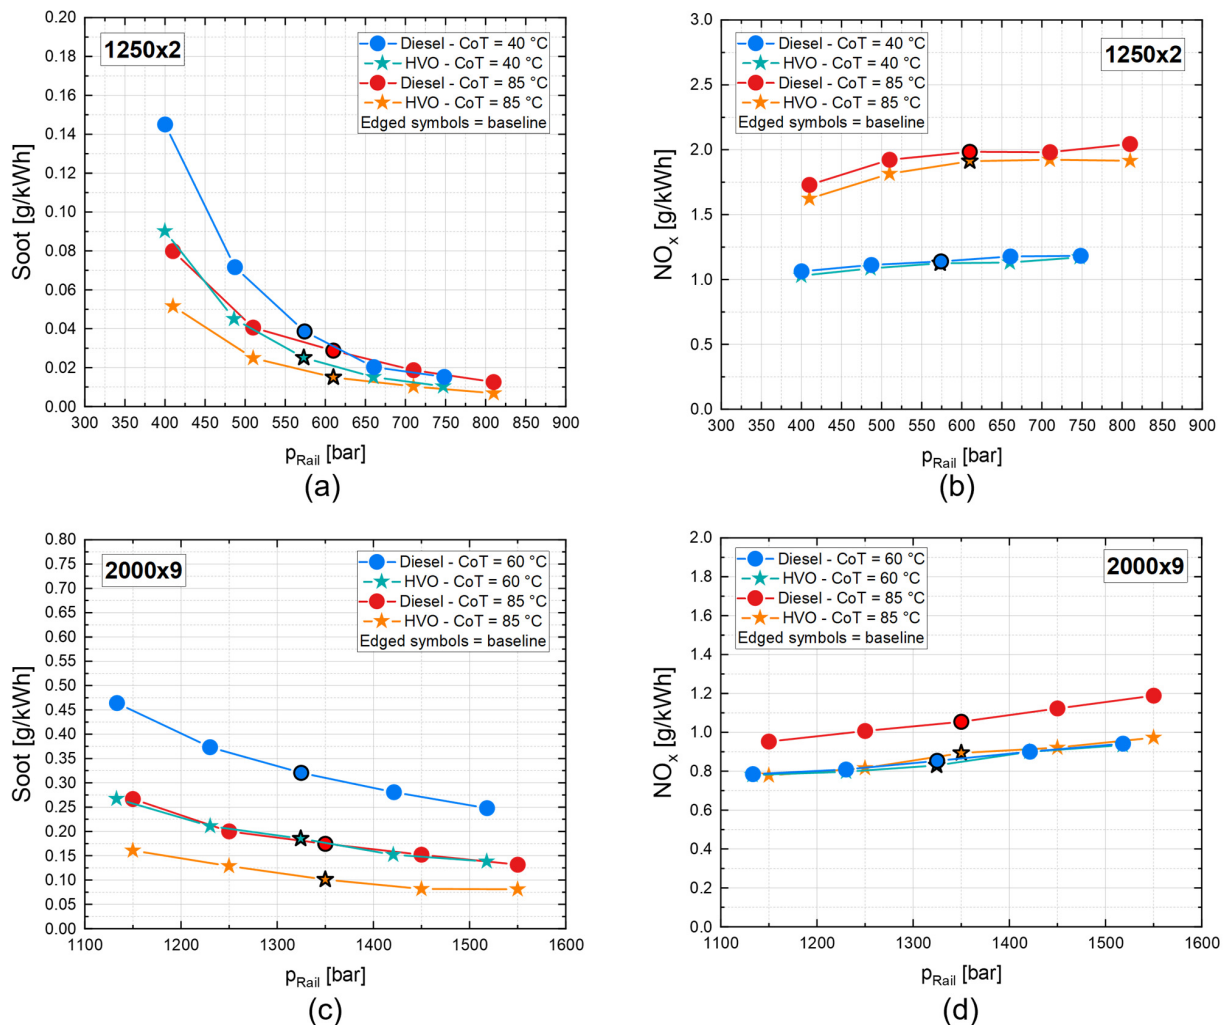 1250x2
Diesel - CoT = 40 °C
HVO - CoT = 40 °C
Diesel - CoT = 85 °C
HVO - CoT = 85 °C
Edged symbols = baseline
Soot [g/kWh]
0.20
0.18
0.16
0.14
0.12
0.10
0.08
0.06
0.04
0.02
0.00
300 350 400 450 500 550 600 650 700 750 800 850 900
pRail [bar]
(a)
Diesel - CoT = 40 °C
HVO - CoT = 40 °C
Diesel - CoT = 85 °C
HVO - CoT = 85 °C
Edged symbols = baseline
1250x2
NOx [g/kWh]
3.0
2.5
2.0
1.5
1.0
0.5
0.0
300 350 400 450 500 550 600 650 700 750 800 850 900
pRail [bar]
(b)
2000x9
Diesel - CoT = 60 °C
HVO - CoT = 60 °C
Diesel - CoT = 85 °C
HVO - CoT = 85 °C
Edged symbols = baseline
Soot [g/kWh]
0.80
0.75
0.70
0.65
0.60
0.55
0.50
0.45
0.40
0.35
0.30
0.25
0.20
0.15
0.10
0.05
0.00
1100 1200 1300 1400 1500 1600
pRail [bar]
(c)
Diesel - CoT = 60 °C
HVO - CoT = 60 °C
Diesel - CoT = 85 °C
HVO - CoT = 85 °C
Edged symbols = baseline
2000x9
NOx [g/kWh]
2.0
1.8
1.6
1.4
1.2
1.0
0.8
0.6
0.4
0.2
0.0
1100 1200 1300 1400 1500 1600
pRail [bar]
(d)